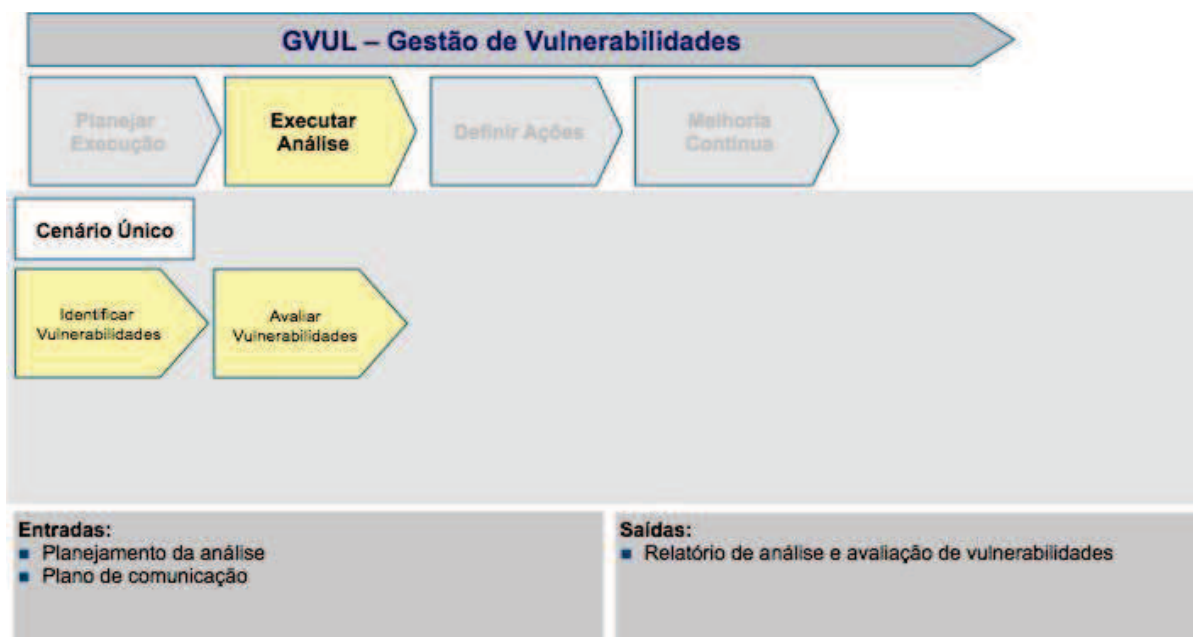 GVUL – Gestão de Vulnerabilidades
Planejar
Execução
Executar
Análise
Definir Ações
Melhoria
Contínua
Cenário Único
Identificar
Vulnerabilidades
Avaliar
Vulnerabilidades
Entradas:
Planejamento da análise
Plano de comunicação
Saídas:
Relatório de análise e avaliação de vulnerabilidades